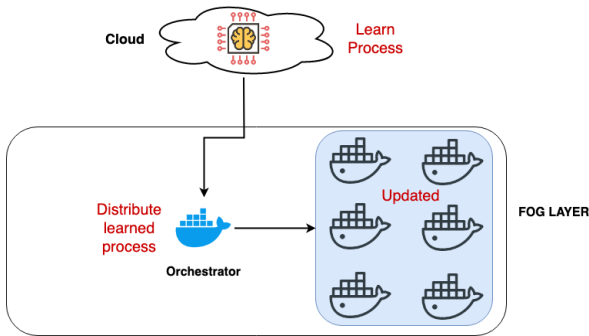 Cloud
Learn
Process
Distribute
learned
process
Orchestrator
Updated
FOG LAYER